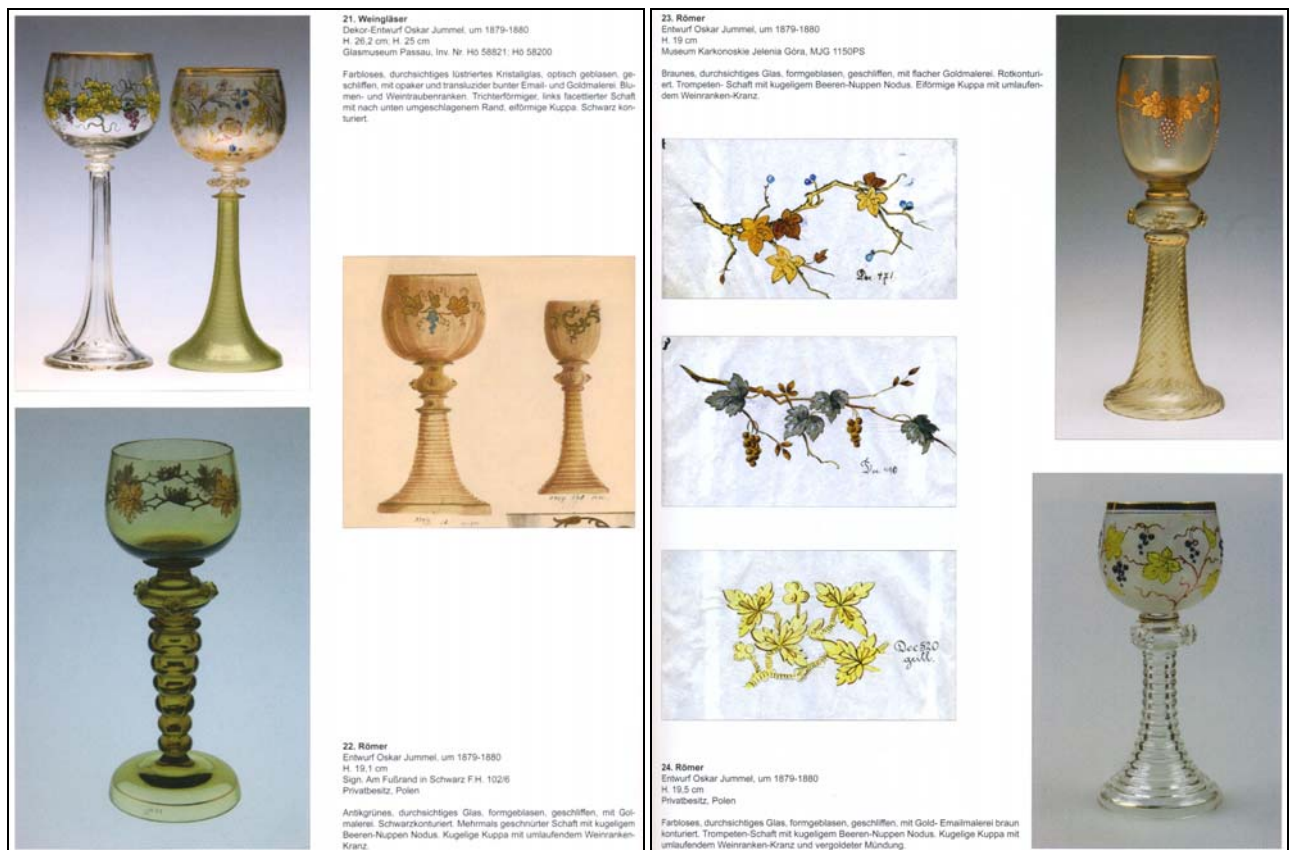 21. Weingläser
Dekor-Entwurf Oskar Jummel, um 1879-1880
H. 26,2 cm; H. 25 cm
Glasmuseum Passau, Inv. Nr. Hö 58821; Hö 58200
Farbloses, durchsichtiges lüstriertes Kristallglas, optisch geblasen, ge-
schliffen, mit opaker und transluzider bunter Email- und Goldmalerei. Blu-
men- und Weintraubenranken. Trichterförmiger, links facettierter Schaft
mit nach unten umgeschlagenem Rand, eiförmige Kuppa. Schwarz kon-
turiert.
22. Römer
Entwurf Oskar Jummel, um 1879-1880
H. 19,1 cm
Sign. Am Fußrand in Schwarz F.H. 102/6
Privatbesitz, Polen
Antikgrünes, durchsichtiges Glas, formgeblasen, geschliffen, mit Gol-
malerei. Schwarzkonturiert. Mehrmals geschnürter Schaft mit kugeligem
Beeren-Nuppen Nodus. Kugelige Kuppa mit umlaufendem Weinranken-
Kranz.
23. Römer
Entwurf Oskar Jummel, um 1879-1880
H. 19 cm
Museum Karkonoskie Jelenia Góra, MJG 1150PS
Braunes, durchsichtiges Glas, formgeblasen, geschliffen, mit flacher Goldmalerei. Rotkonturi-
ert. Trompeten- Schaft mit kugeligem Beeren-Nuppen Nodus. Eiförmige Kuppa mit umlaufen-
dem Weinranken-Kranz.
Dec. 471.
Dec.
Dec 520
gelb.
24. Römer
Entwurf Oskar Jummel, um 1879-1880
H. 19,5 cm
Privatbesitz, Polen
Farbloses, durchsichtiges Glas, formgeblasen, geschliffen, mit Gold- Emailmalerei braun
konturiert. Trompeten-Schaft mit kugeligem Beeren-Nuppen Nodus. Kugelige Kuppa mit
umlaufendem Weinranken-Kranz und vergoldeter Mündung.